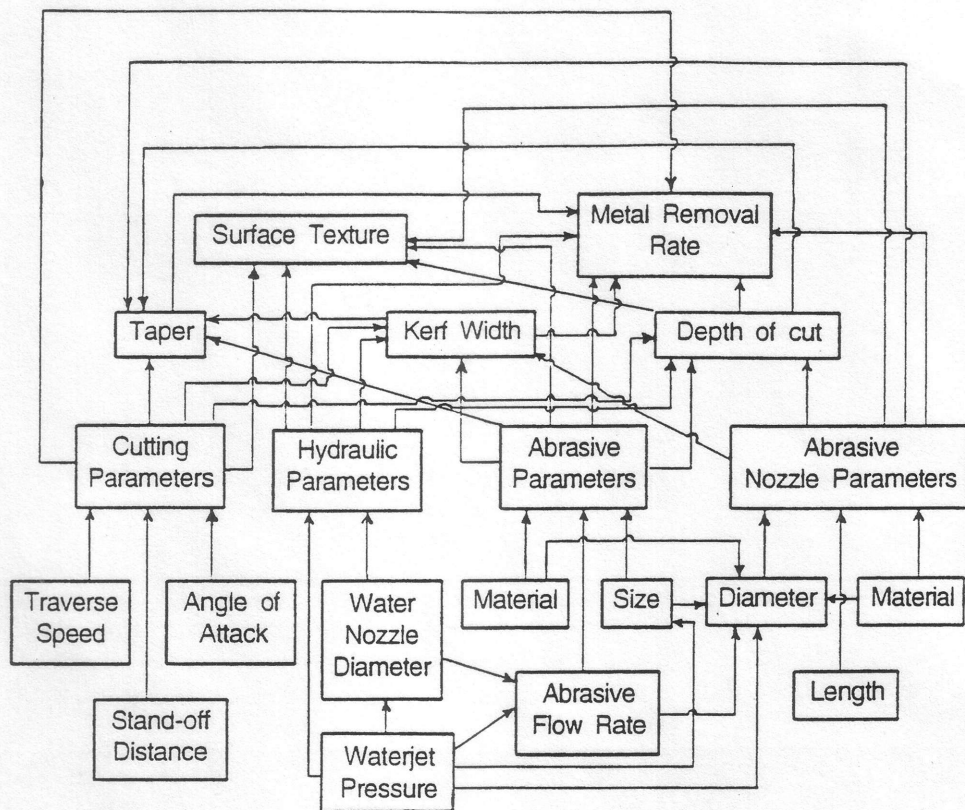 Metal Removal
Rate
Surface Texture
Taper
Kerf Width
Depth of cut
Cutting
Parameters
Hydraulic
Parameters
Abrasive
Parameters
Abrasive
Nozzle Parameters
Traverse
Speed
Angle of
Attack
Water
Nozzle
Diameter
Material
Size
Diameter
Material
Stand-off
Distance
Abrasive
Flow Rate
Length
Waterjet
Pressure